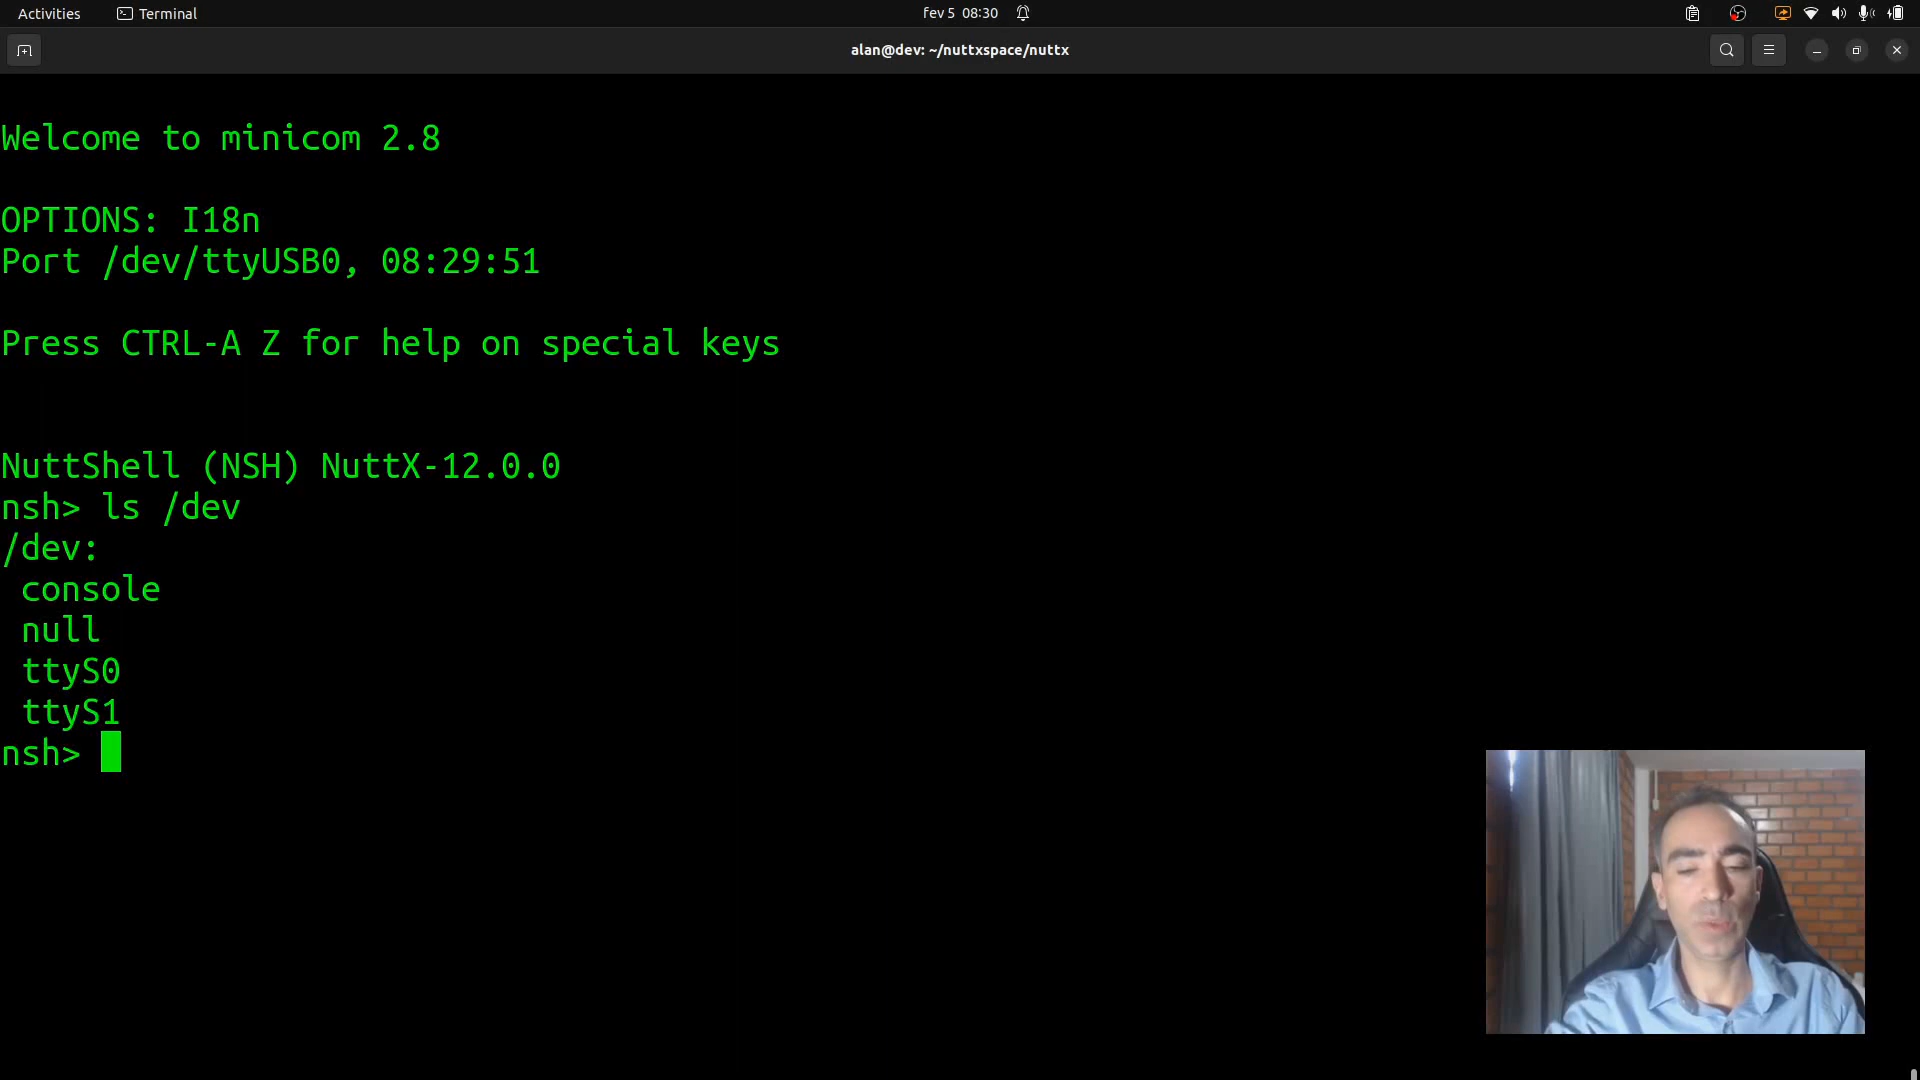 Activities
Terminal
fev 5 08:30
alan@dev: ~/nuttxspace/nuttx
Welcome to minicom 2.8
OPTIONS: I18n
Port /dev/ttyUSB0, 08:29:51
Press CTRL-A Z for help on special keys
NuttShell (NSH) NuttX-12.0.0
nsh> ls /dev
/dev:
console
null
ttyS0
ttyS1
nsh>